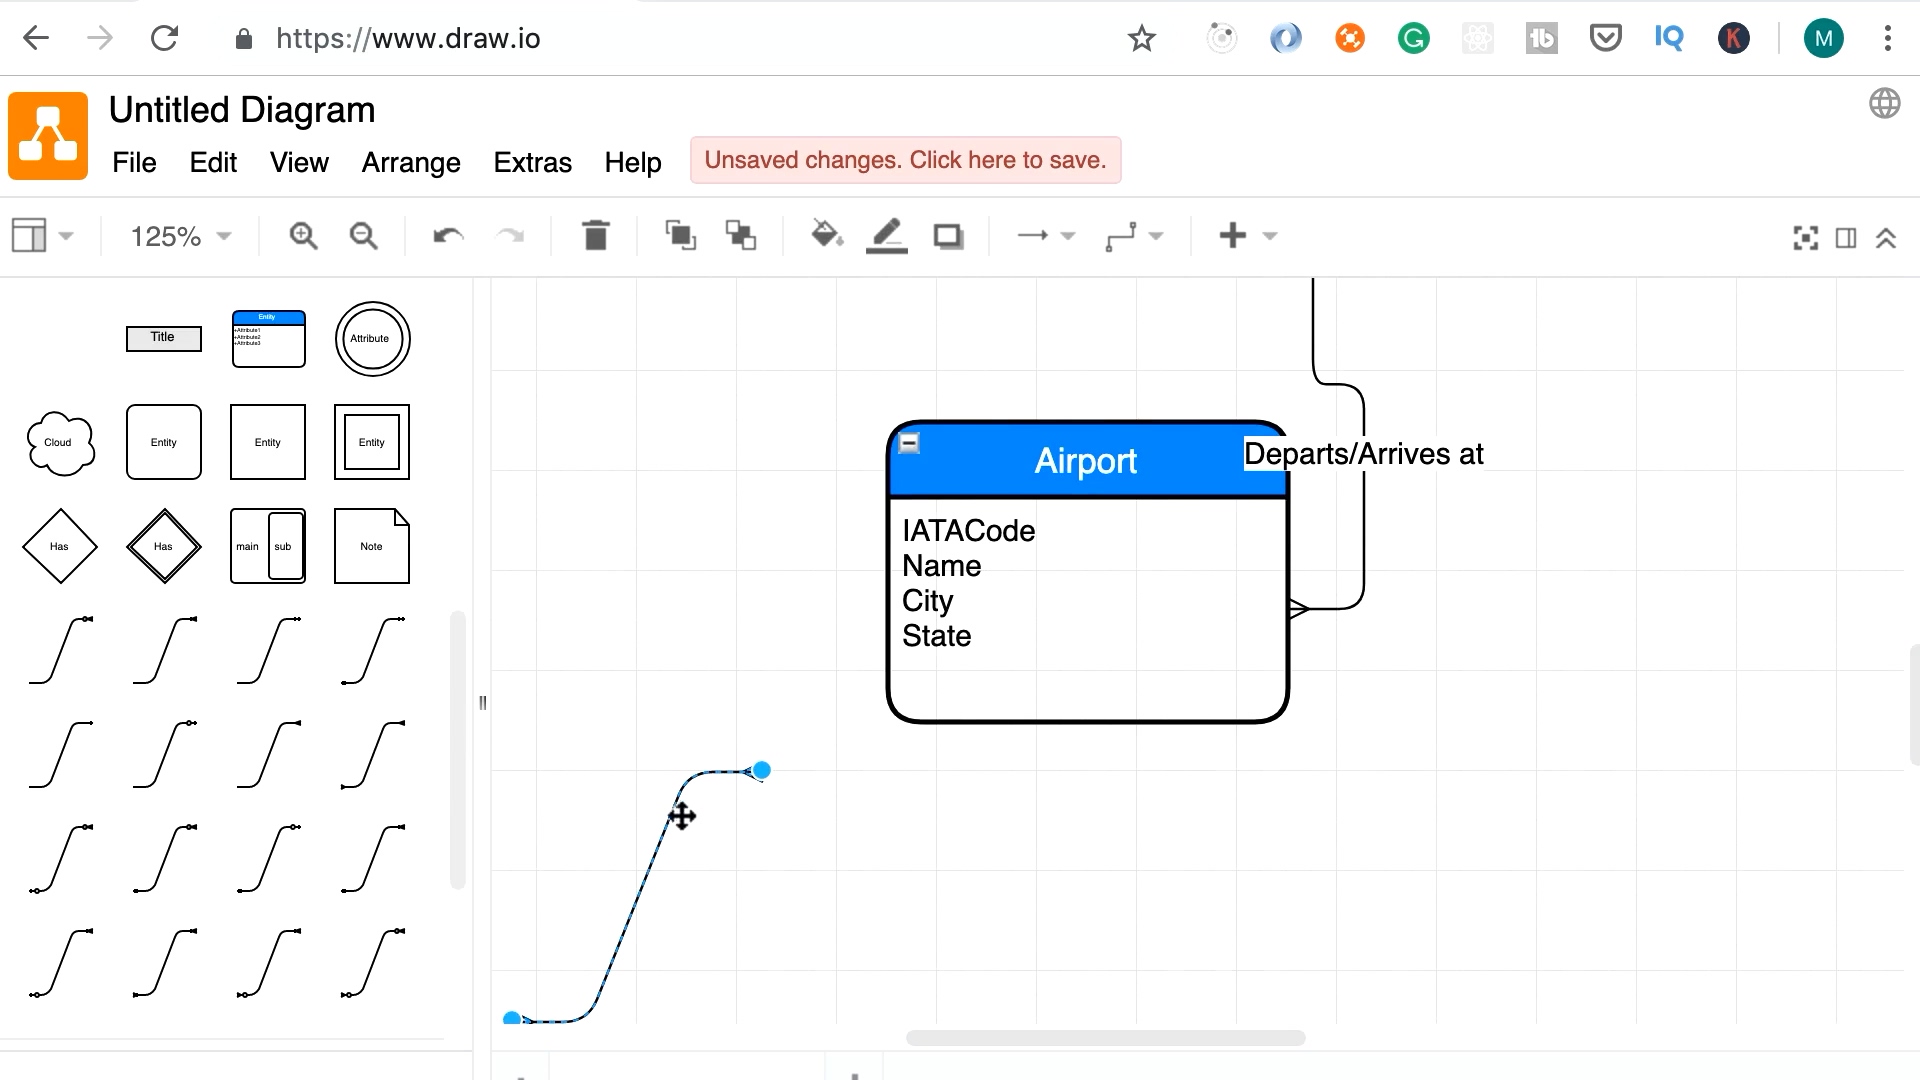 https://www.draw.io
M
Untitled Diagram
File Edit View Arrange Extras Help
Unsaved changes. Click here to save.
125%
Title
Entity
+Attribute1
+Attribute2
+Attribute3
Attribute
Cloud
Entity
Entity
Entity
Has
Has
main
sub
Note
Airport
Departs/Arrives at
IATACode
Name
City
State